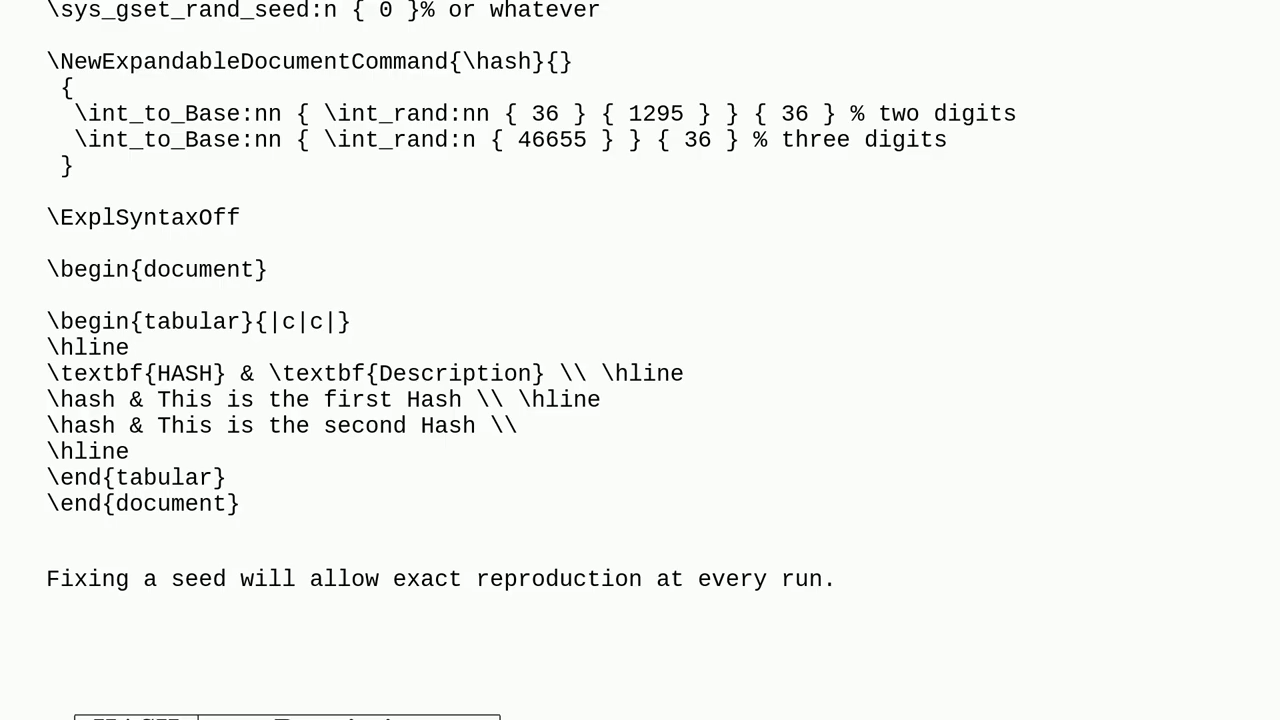 \sys_gset_rand_seed:n { 0 }% or whatever
\NewExpandableDocumentCommand{\hash}{}
{
\int_to_Base:nn { \int_rand:nn { 36 } { 1295 } } { 36 } % two digits
\int_to_Base:nn { \int_rand:n { 46655 } } { 36 } % three digits
}
\ExplSyntaxOff
\begin{document}
\begin{tabular}{|c|c|}
\hline
\textbf{HASH} & \textbf{Description} \\ \hline
\hash & This is the first Hash \\ \hline
\hash & This is the second Hash \\
\hline
\end{tabular}
\end{document}
Fixing a seed will allow exact reproduction at every run.